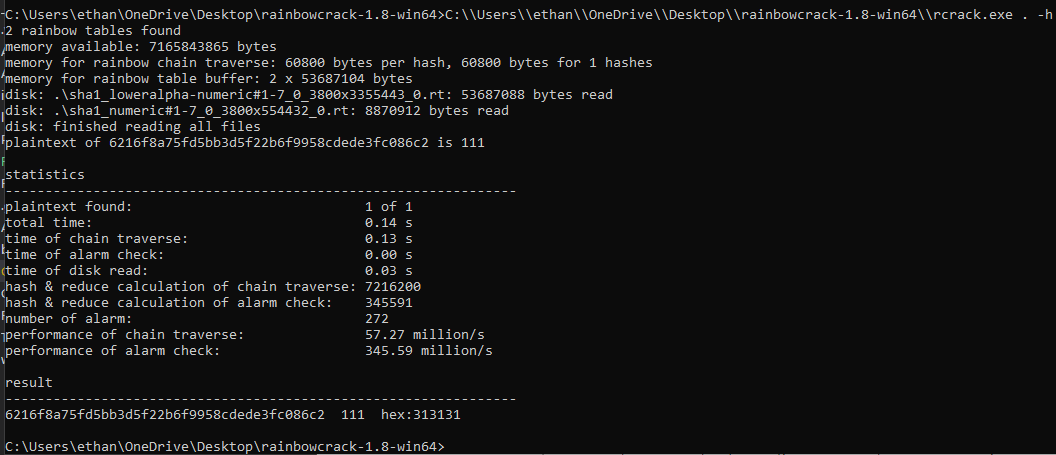 C:\Users\ethan\OneDrive\Desktop\rainbowcrack-1.8-win64>C:\\Users\\ethan\\OneDrive\\Desktop\\rainbowcrack-1.8-win64\\rcrack.exe . -h
2 rainbow tables found
memory available: 7165843865 bytes
memory for rainbow chain traverse: 60800 bytes per hash, 60800 bytes for 1 hashes
memory for rainbow table buffer: 2 x 53687104 bytes
disk: .\sha1_loweralpha-numeric#1-7_0_3800x3355443_0.rt: 53687088 bytes read
disk: .\sha1_numeric#1-7_0_3800x554432_0.rt: 8870912 bytes read
disk: finished reading all files
plaintext of 6216f8a75fd5bb3d5f22b6f9958cdede3fc086c2 is 111
statistics
----------------------------------------------------------------
plaintext found:                             1 of 1
total time:                                  0.14 s
time of chain traverse:                      0.13 s
time of alarm check:                         0.00 s
time of disk read:                           0.03 s
hash & reduce calculation of chain traverse: 7216200
hash & reduce calculation of alarm check:    345591
number of alarm:                             272
performance of chain traverse:               57.27 million/s
performance of alarm check:                  345.59 million/s
result
----------------------------------------------------------------
6216f8a75fd5bb3d5f22b6f9958cdede3fc086c2  111  hex:313131
C:\Users\ethan\OneDrive\Desktop\rainbowcrack-1.8-win64>